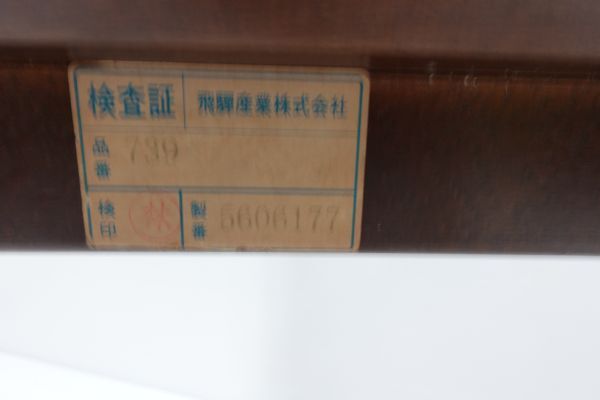 検査証 飛騨産業株式会社
品番 739
検印 林 製番 5606177